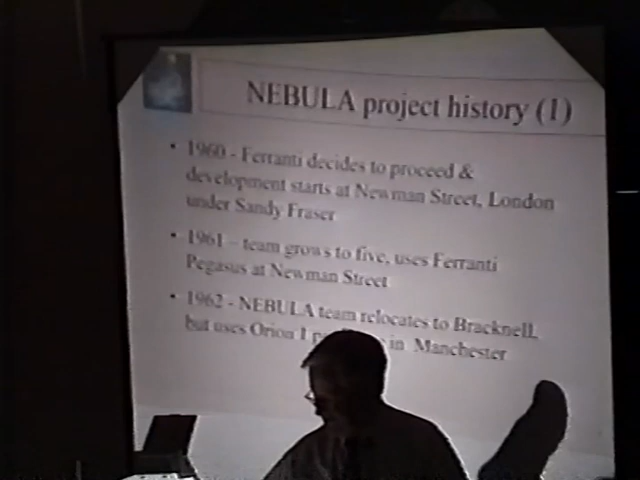 NEBULA project history (1)
• 1960 - Ferranti decides to proceed &
development starts at Newman Street, London
under Sandy Fraser
• 1961 – team grows to five, uses Ferranti
Pegasus at Newman Street
• 1962 - NEBULA team relocates to Bracknell,
but uses Orion 1 in Manchester